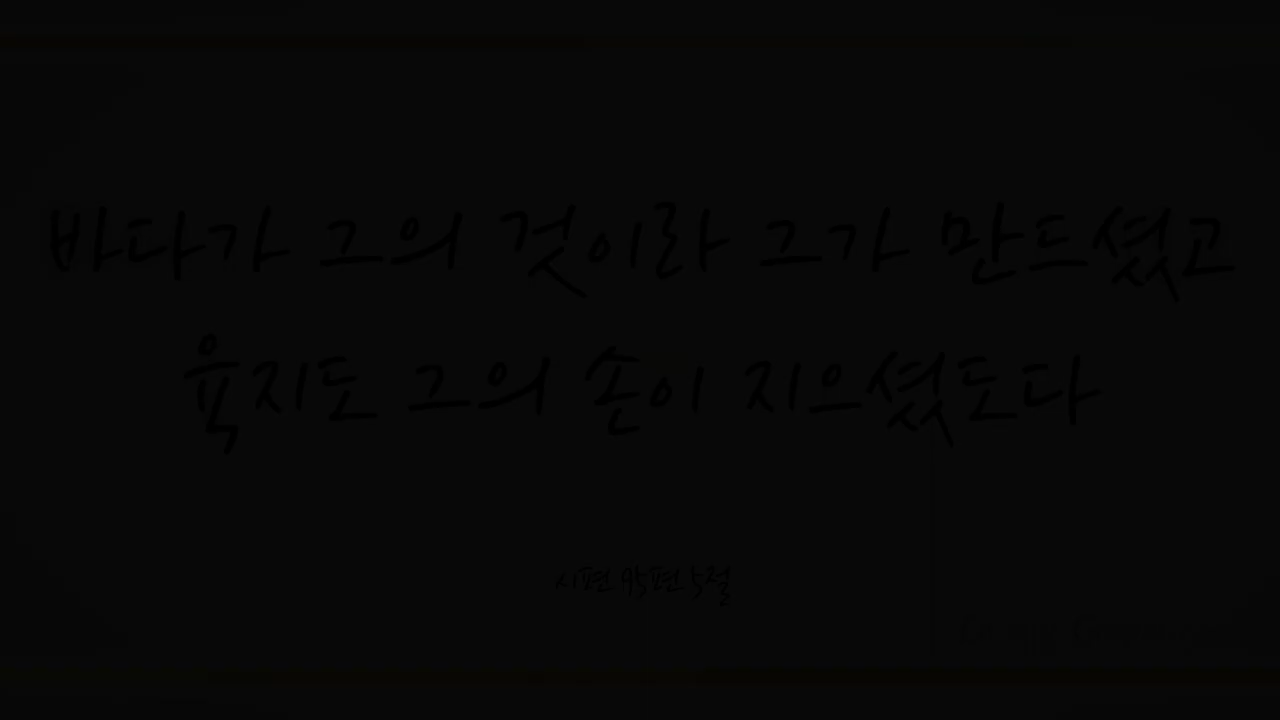 바다가 그의 것이라 그가 만드셨고
육지도 그의 손이 지으셨도다
시편 95편 5절